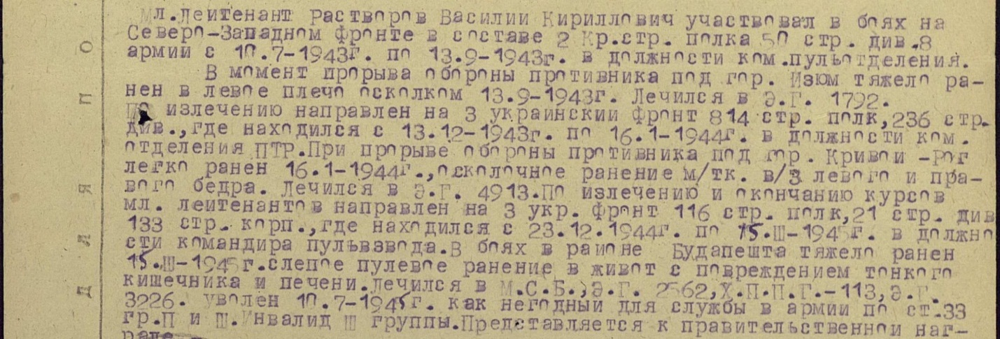 Мл.Лейтенант Растворов Василий Кириллович участвовал в боях на
Северо-Западном фронте в составе 2 Кр.стр. полка 50 стр. див.8
армии с 10.7-1943г. по 13.9-1943г. в должности ком.пульотделения.
В момент прорыва обороны противника под гор. Изюм тяжело ра-
нен в левое плечо осколком 13.9-1943г. Лечился в Э.Г. 1792.
По излечению направлен на 3 украинский фронт 814 стр. полк,236 стр.
див.,где находился с 13.12-1943г. по 16.1-1944г. в должности ком.
отделения ПТР.При прорыве обороны противника под гор. Кривой -Рог
легко ранен 16.1-1944г.,осколочное ранение м/тк. в/3 левого и пра-
вого бедра. Лечился в Э.Г. 4913.По излечению и окончанию курсов
мл. лейтенантов направлен на 3 укр. фронт 116 стр. полк,21 стр. див
133 стр. корп.,где находился с 23.12.1944г. по 15.Ш-1945г. в должно
сти командира пульвзвода.В боях в районе Будапешта тяжело ранен
15.Ш-1945г.слепое пулевое ранение в живот с повреждением тонкого
кишечника и печени.Лечился в М.С.Б.,Э.Г. 2562,Х.П.П.Г.-113,Э.Г.
3226. уволен 10.7-1945г. как негодный для службы в армии по ст.33
гр.П и Ш.Инвалид Ш группы.Представляется к правительственной наг-
раде.
Д Л Я П О